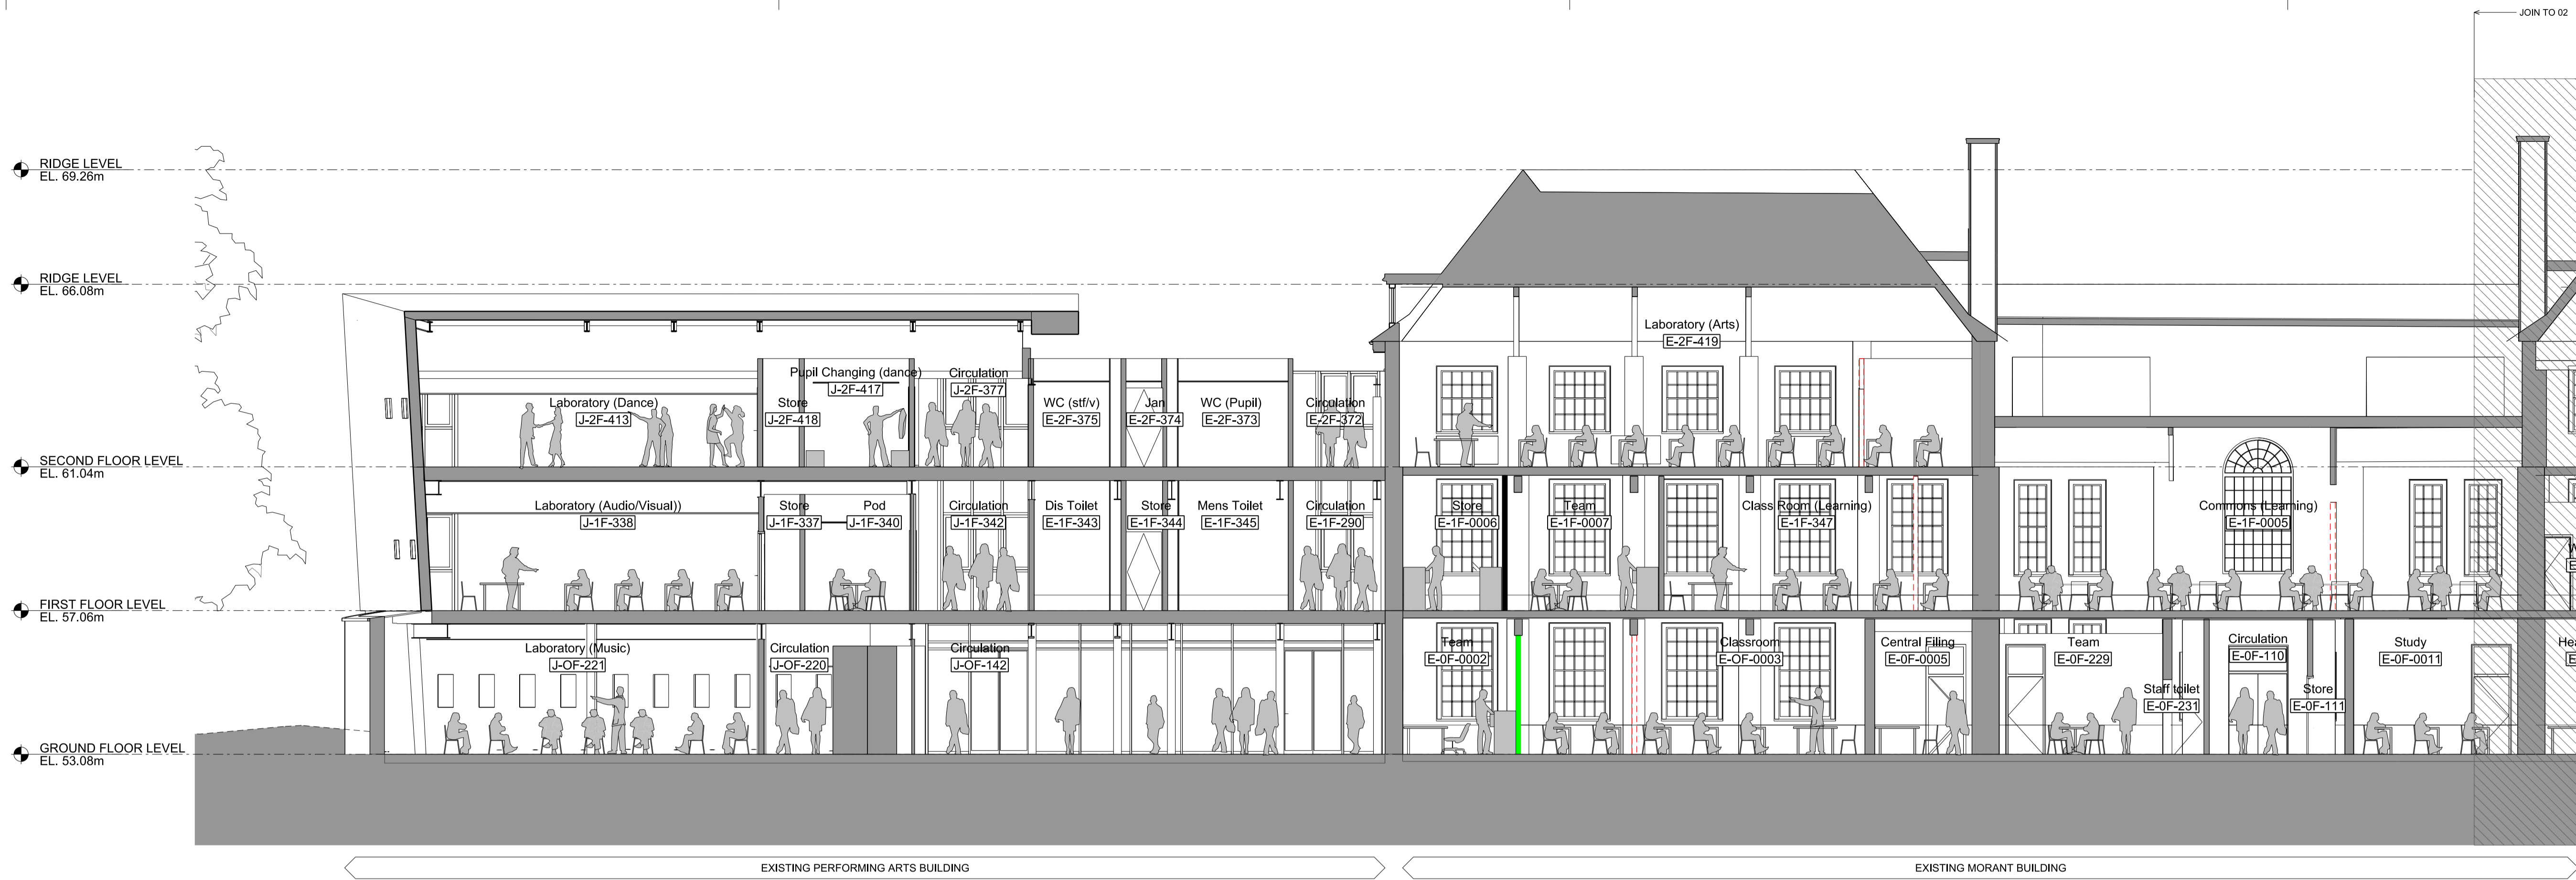 JOIN TO 02
RIDGE LEVEL
EL. 69.26m
RIDGE LEVEL
EL. 66.08m
Laboratory (Arts)
E-2F-419
Pupil Changing (dance)
J-2F-417
Circulation
J-2F-377
Laboratory (Dance)
J-2F-413
Store
J-2F-418
WC (stf/v)
E-2F-375
Jan
E-2F-374
WC (Pupil)
E-2F-373
Circulation
E-2F-372
SECOND FLOOR LEVEL
EL. 61.04m
Laboratory (Audio/Visual))
J-1F-338
Store
J-1F-337
Pod
J-1F-340
Circulation
J-1F-342
Dis Toilet
E-1F-343
Store
E-1F-344
Mens Toilet
E-1F-345
Circulation
E-1F-290
Store
E-1F-0006
Team
E-1F-0007
Class Room (Learning)
E-1F-347
Commons (Learning)
E-1F-0005
FIRST FLOOR LEVEL
EL. 57.06m
Laboratory (Music)
J-OF-221
Circulation
J-OF-220
Circulation
J-OF-142
Team
E-0F-0002
Classroom
E-OF-0003
Central Filing
E-0F-0005
Team
E-0F-229
Staff toilet
E-0F-231
Circulation
E-0F-110
Store
E-0F-111
Study
E-0F-0011
GROUND FLOOR LEVEL
EL. 53.08m
EXISTING PERFORMING ARTS BUILDING
EXISTING MORANT BUILDING